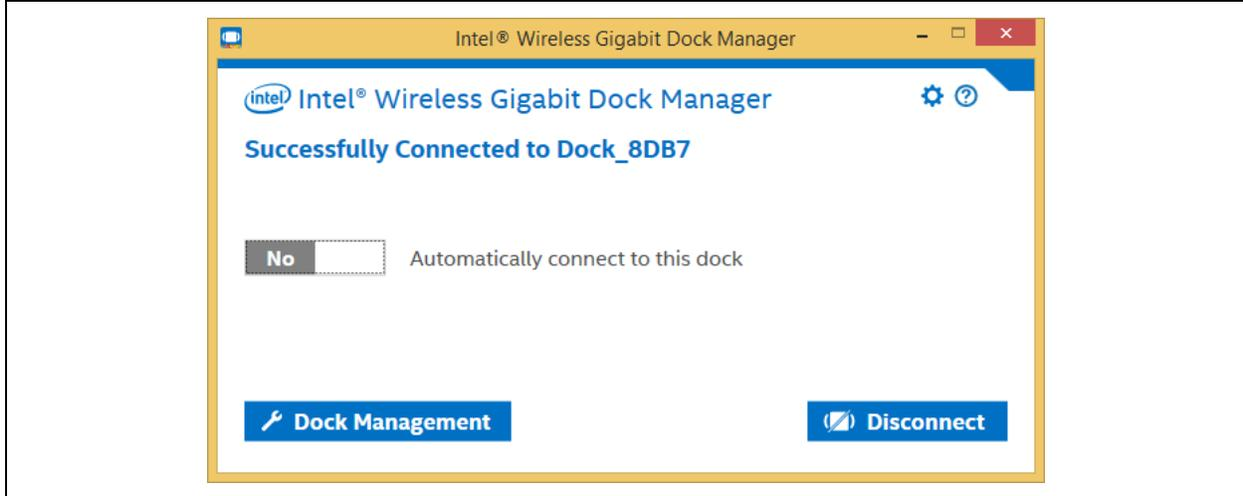 Intel® Wireless Gigabit Dock Manager
intel Intel® Wireless Gigabit Dock Manager
Successfully Connected to Dock_8DB7
No Automatically connect to this dock
Dock Management Disconnect